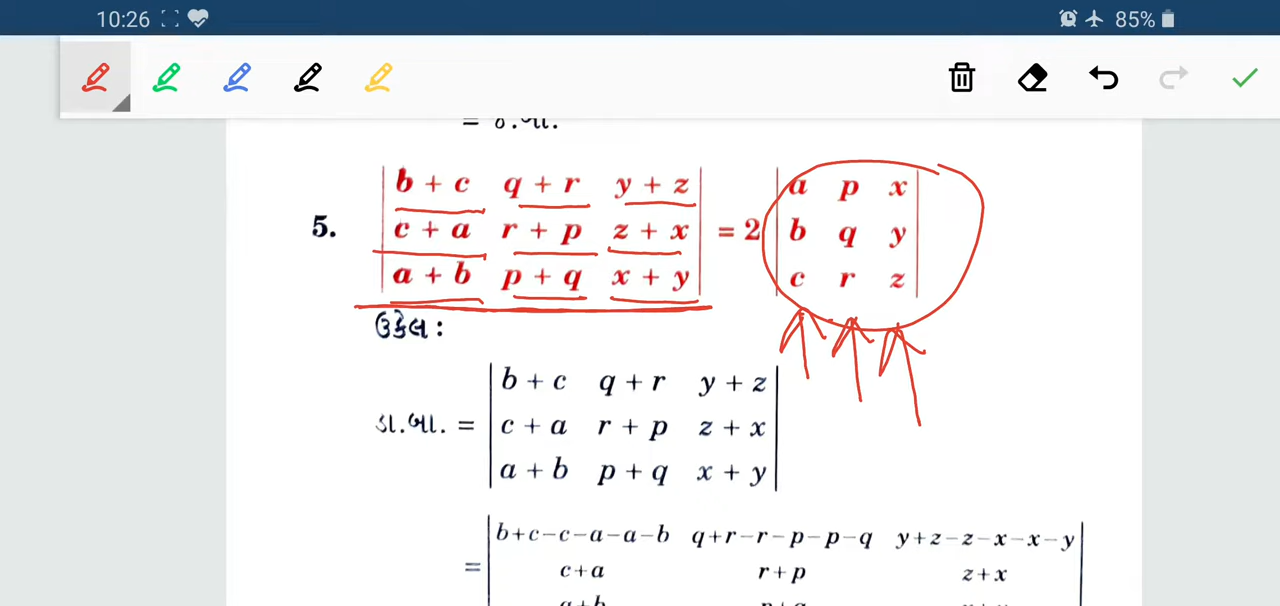 10:26 85%
= ડ.બા.
5. | b + c q + r y + z | = 2 | a p x |
| c + a r + p z + x | | b q y |
| a + b p + q x + y | | c r z |
ઉકેલ :
| b + c q + r y + z |
ડા.બા. = | c + a r + p z + x |
| a + b p + q x + y |
= | b+c−c−a−a−b q+r−r−p−p−q y+z−z−x−x−y |
c+a r+p z+x